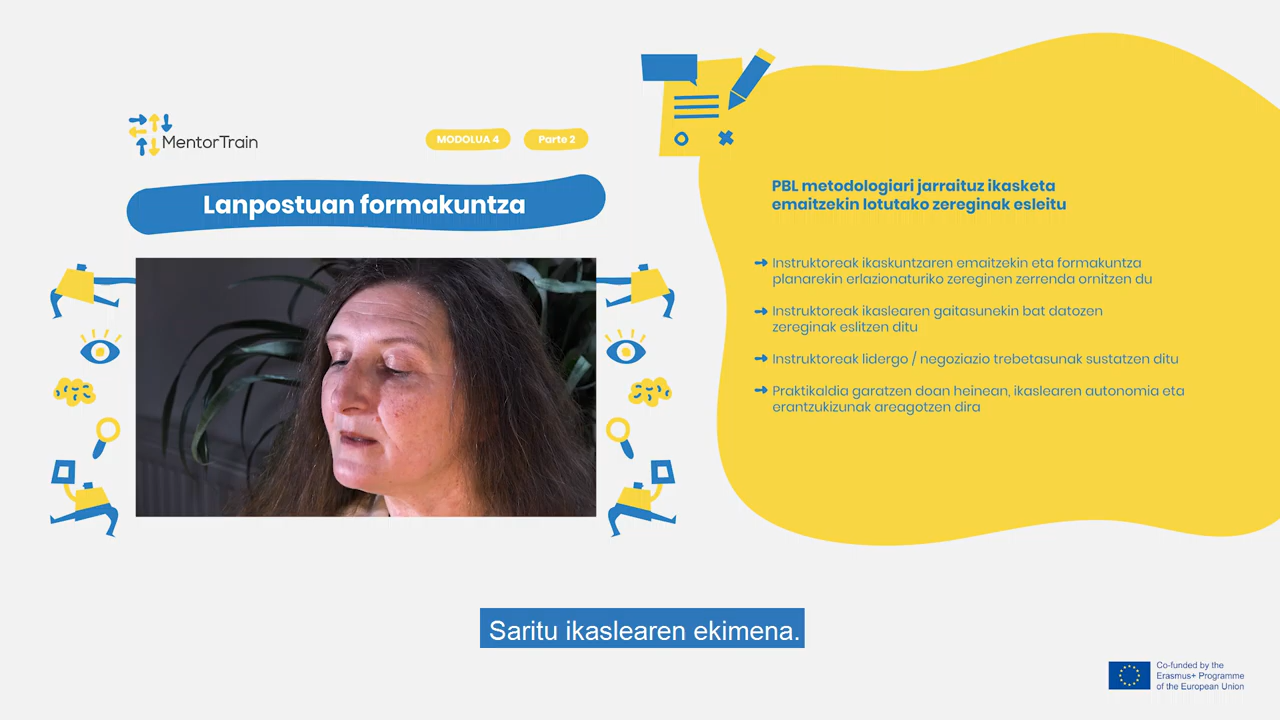 MentorTrain
MODOLUA 4
Parte 2
Lanpostuan formakuntza
PBL metodologiari jarraituz ikasketa
emaitzekin lotutako zereginak esleitu
Instruktoreak ikaskuntzaren emaitzekin eta formakuntza
planarekin erlazionaturiko zereginen zerrenda ornitzen du
Instruktoreak ikaslearen gaitasunekin bat datozen
zereginak eslitzen ditu
Instruktoreak lidergo / negoziazio trebetasunak sustatzen ditu
Praktikaldia garatzen doan heinean, ikaslearen autonomia eta
erantzukizunak areagotzen dira
Saritu ikaslearen ekimena.
Co-funded by the
Erasmus+ Programme
of the European Union